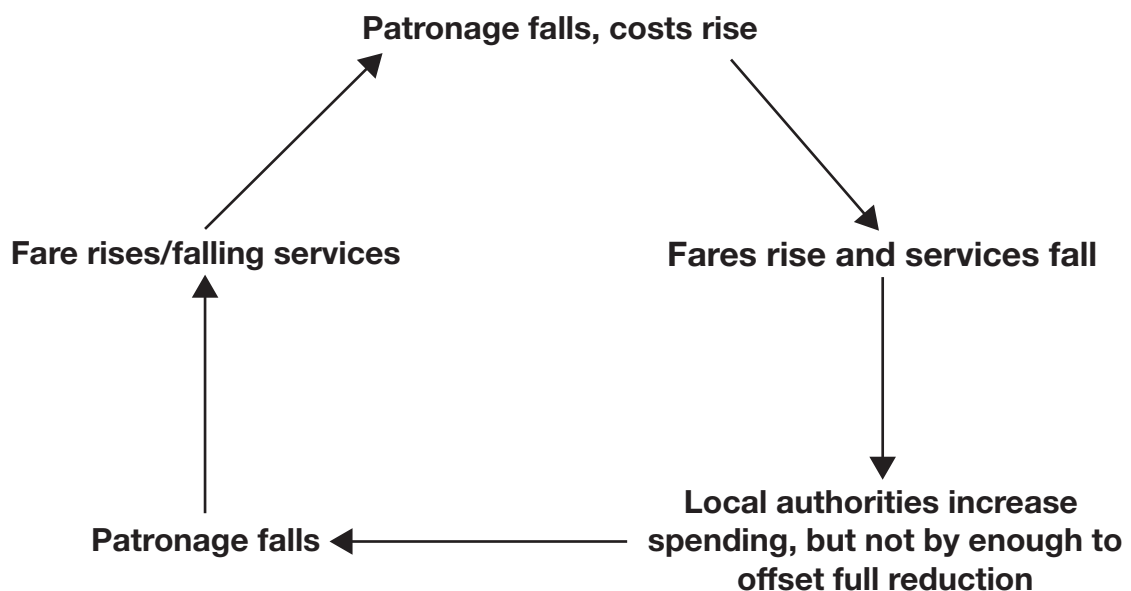 Patronage falls, costs rise
Fare rises/falling services
Fares rise and services fall
Patronage falls
Local authorities increase
spending, but not by enough to
offset full reduction